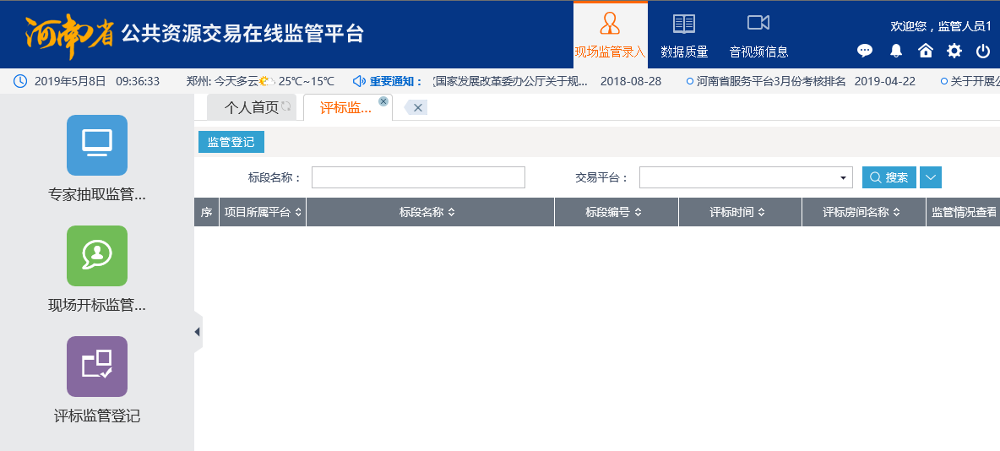 河南省 公共资源交易在线监管平台
现场监管录入 数据质量 音视频信息
欢迎您，监管人员1
2019年5月8日 09:36:33 郑州: 今天多云 25℃~15℃ 重要通知： 《国家发展改革委办公厅关于规... 2018-08-28 河南省服务平台3月份考核排名 2019-04-22 关于开展公
个人首页 评标监...
监管登记
标段名称： 交易平台： 搜索
序 项目所属平台 标段名称 标段编号 评标时间 评标房间名称 监管情况查看
专家抽取监管...
现场开标监管...
评标监管登记